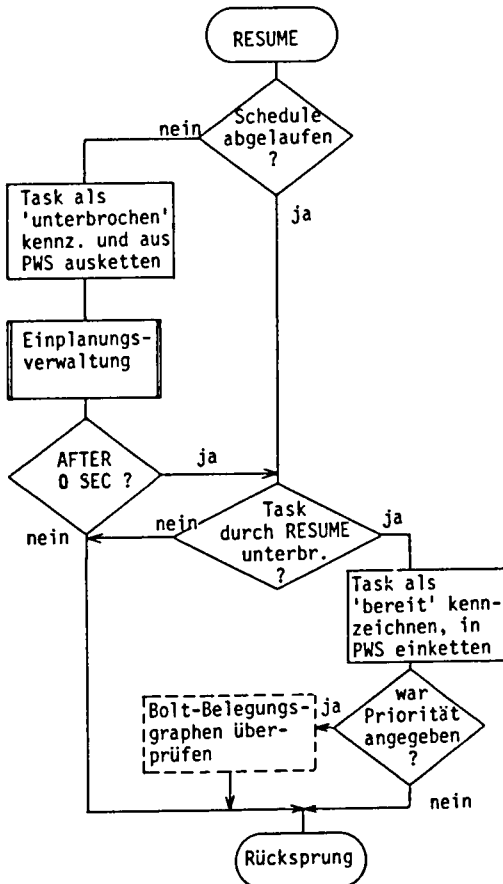 RESUME
Schedule
abgelaufen
?
nein
ja
Task als
'unterbrochen'
kennz. und aus
PWS ausketten
Einplanungs-
verwaltung
AFTER
0 SEC ?
ja
nein
Task
durch RESUME
unterbr.
?
nein
ja
Task als
'bereit' kenn-
zeichnen, in
PWS einketten
war
Priorität
angegeben
?
ja
nein
Bolt-Belegungs-
graphen über-
prüfen
Rücksprung